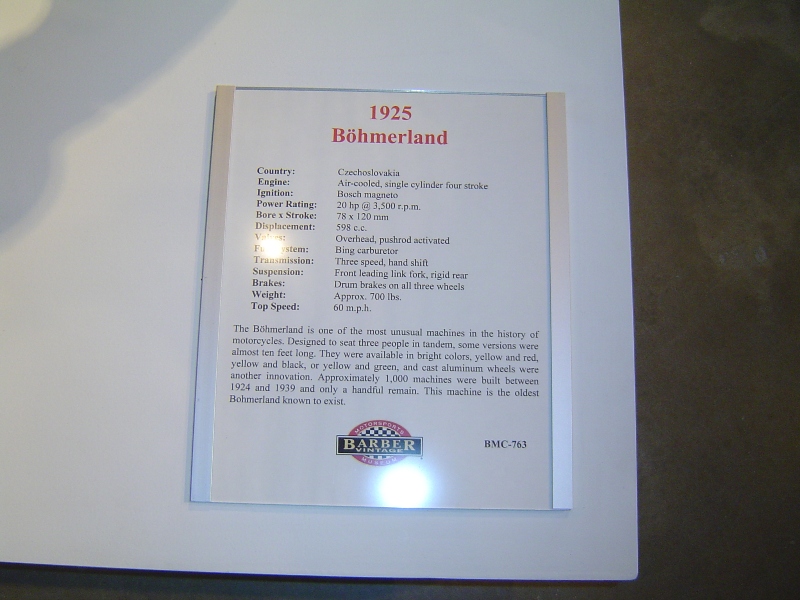 1925
Böhmerland
Country: Czechoslovakia
Engine: Air-cooled, single cylinder four stroke
Ignition: Bosch magneto
Power Rating: 20 hp @ 3,500 r.p.m.
Bore x Stroke: 78 x 120 mm
Displacement: 598 c.c.
Overhead, pushrod activated
Bing carburetor
Transmission: Three speed, hand shift
Suspension: Front leading link fork, rigid rear
Brakes: Drum brakes on all three wheels
Weight: Approx. 700 lbs.
Top Speed: 60 m.p.h.
The Böhmerland is one of the most unusual machines in the history of
motorcycles. Designed to seat three people in tandem, some versions were
almost ten feet long. They were available in bright colors, yellow and red,
yellow and black, or yellow and green, and cast aluminum wheels were
another innovation. Approximately 1,000 machines were built between
1924 and 1939 and only a handful remain. This machine is the oldest
Bohmerland known to exist.
MOTORSPORTS
BARBER
VINTAGE
MUSEUM
BMC-763